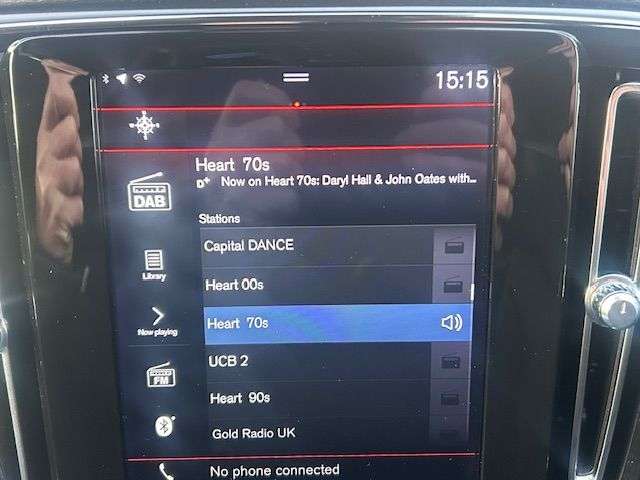 15:15
Heart 70s
D+ Now on Heart 70s: Daryl Hall & John Oates with...
DAB
Stations
Capital DANCE
Library
Heart 00s
Now playing
Heart 70s
UCB 2
FM
Heart 90s
Gold Radio UK
No phone connected